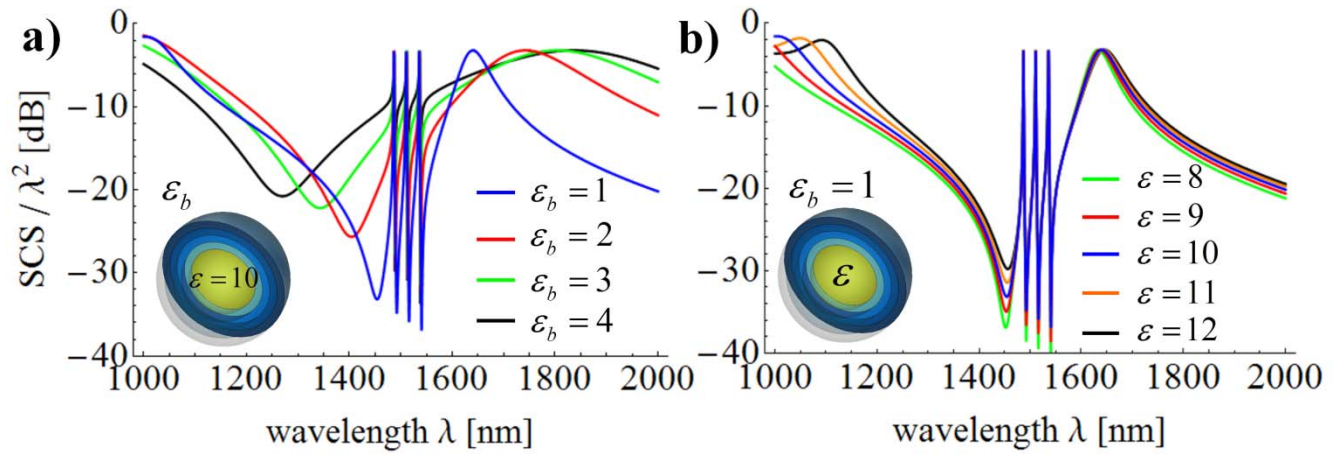 a)
SCS / λ² [dB]
0
−10
−20
−30
−40
ε_b
ε = 10
ε_b = 1
ε_b = 2
ε_b = 3
ε_b = 4
1000 1200 1400 1600 1800 2000
wavelength λ [nm]
b)
0
−10
−20
−30
−40
ε_b = 1
ε
ε = 8
ε = 9
ε = 10
ε = 11
ε = 12
1000 1200 1400 1600 1800 2000
wavelength λ [nm]